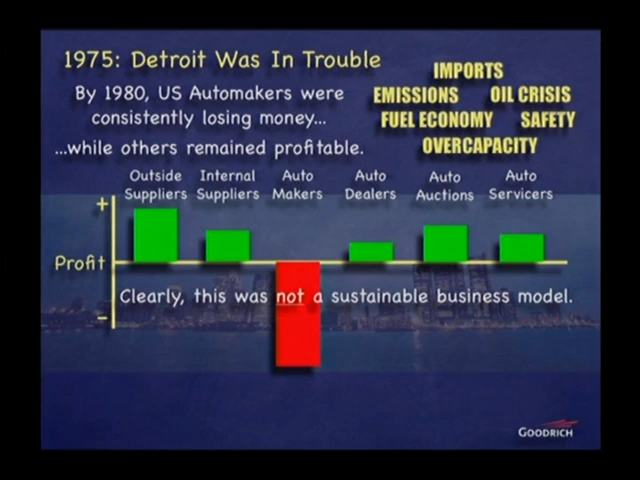 1975: Detroit Was In Trouble
By 1980, US Automakers were
consistently losing money...
...while others remained profitable.
IMPORTS
EMISSIONS OIL CRISIS
FUEL ECONOMY SAFETY
OVERCAPACITY
Outside Suppliers
Internal Suppliers
Auto Makers
Auto Dealers
Auto Auctions
Auto Servicers
+
Profit
-
Clearly, this was not a sustainable business model.
GOODRICH